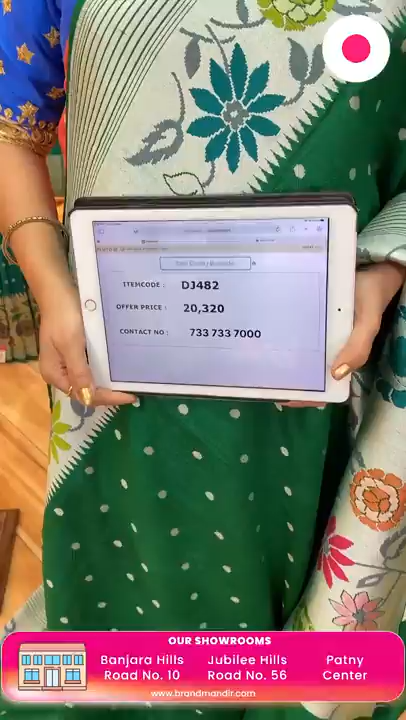 ITEMCODE : DJ482
OFFER PRICE : 20,320
CONTACT NO : 733 733 7000
OUR SHOWROOMS
Banjara Hills
Road No. 10
Jubilee Hills
Road No. 56
Patny
Center
www.brandmandir.com